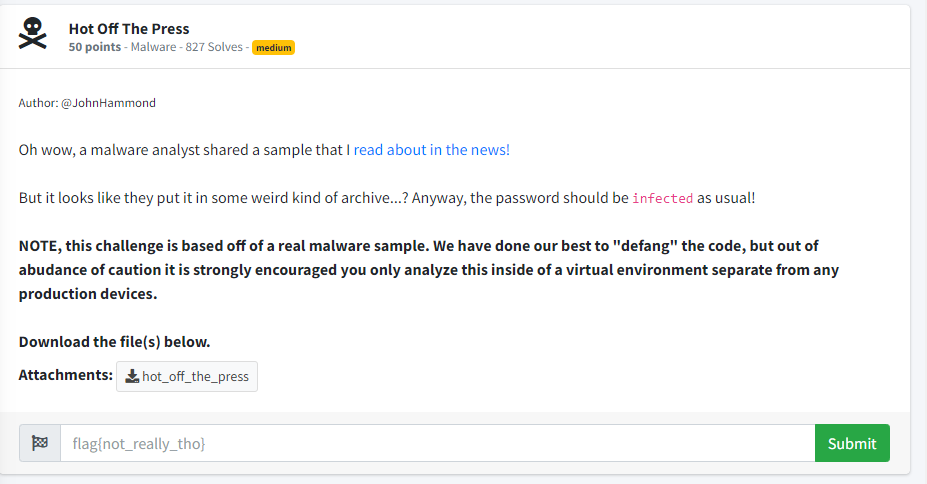 Hot Off The Press
50 points - Malware - 827 Solves - medium
Author: @JohnHammond
Oh wow, a malware analyst shared a sample that I read about in the news!
But it looks like they put it in some weird kind of archive...? Anyway, the password should be infected as usual!
NOTE, this challenge is based off of a real malware sample. We have done our best to "defang" the code, but out of
abudance of caution it is strongly encouraged you only analyze this inside of a virtual environment separate from any
production devices.
Download the file(s) below.
Attachments: hot_off_the_press
flag{not_really_tho} Submit